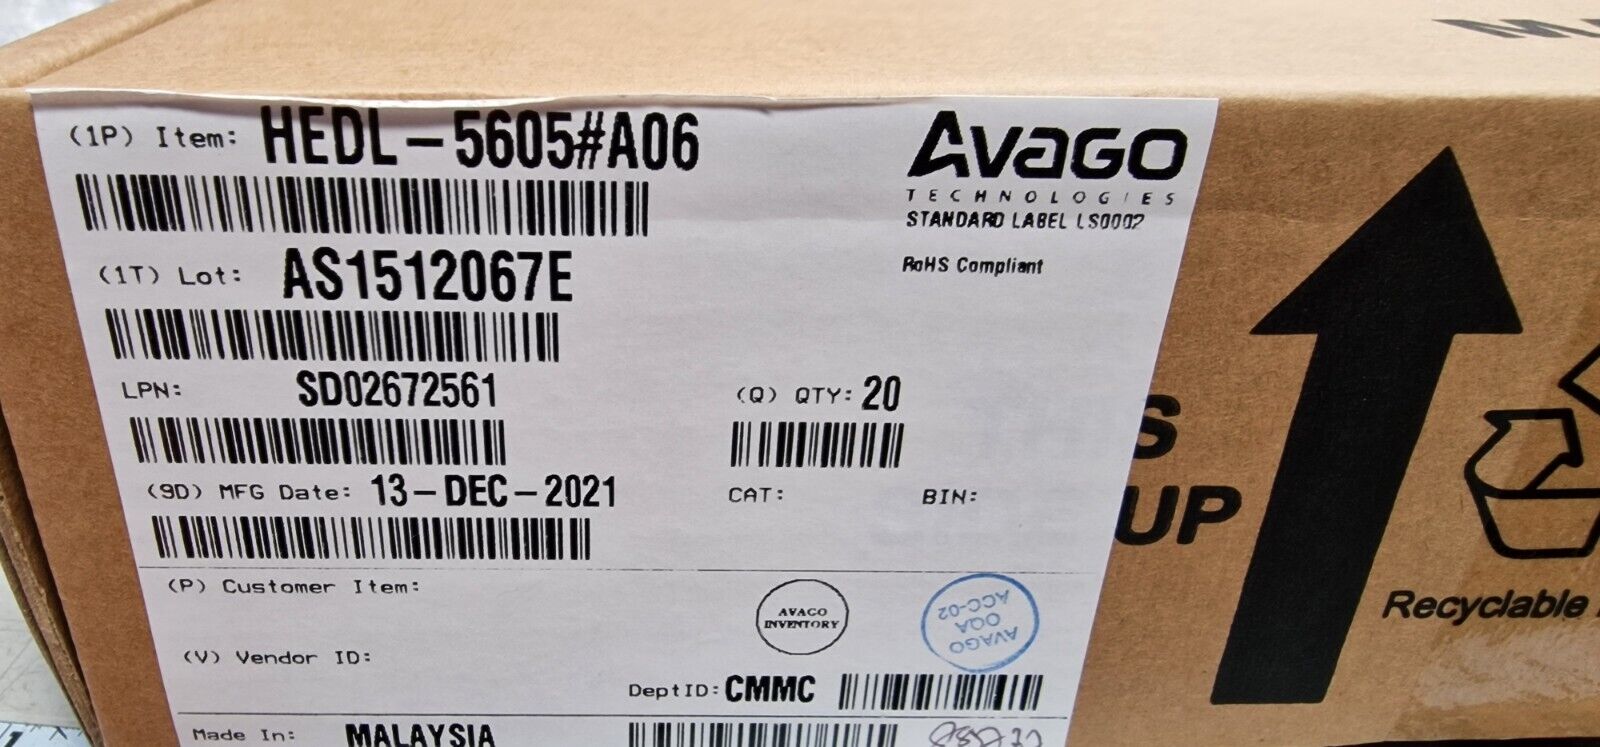 (1P) Item: HEDL-5605#A06
AVAGO
TECHNOLOGIES
STANDARD LABEL LS0002
RoHS Compliant
(1T) Lot: AS1512067E
LPN: SD02672561
(Q) QTY: 20
(9D) MFG Date: 13-DEC-2021
CAT:
BIN:
(P) Customer Item:
AVAGO
INVENTORY
AVAGO
OQA
ACC-02
(V) Vendor ID:
DeptID: CMMC
Made In: MALAYSIA
UP
Recyclable